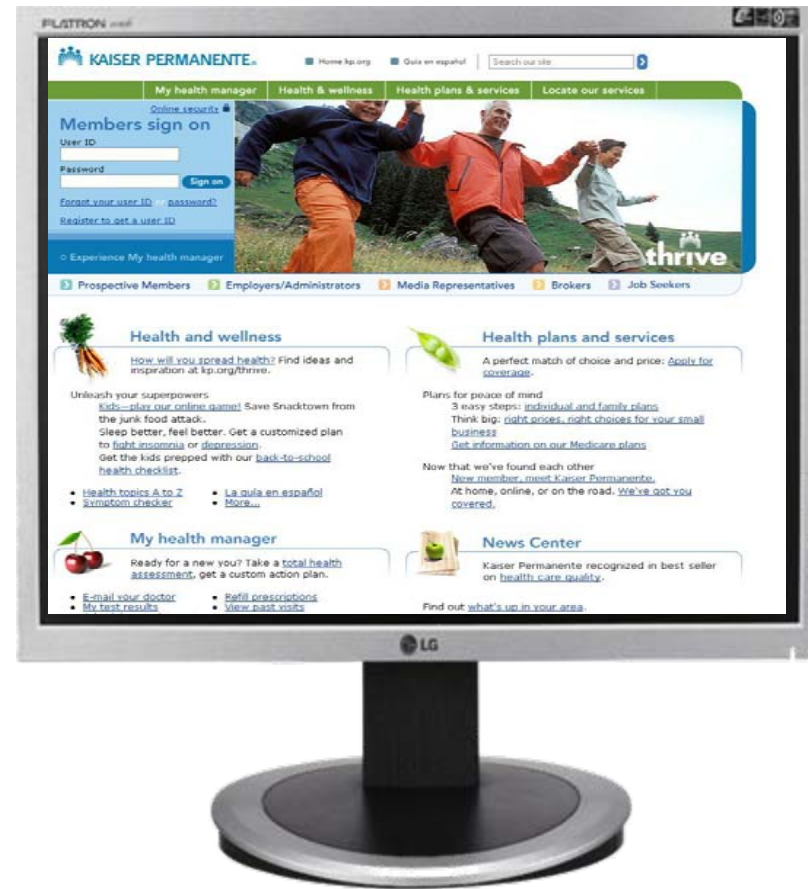 FLATRON
KAISER PERMANENTE®
Home kp.org
Guia en español
Search our site
My health manager
Health & wellness
Health plans & services
Locate our services
Online security
Members sign on
User ID
Password
Sign on
Forgot your user ID or password?
Register to get a user ID
Experience My health manager
thrive
Prospective Members
Employers/Administrators
Media Representatives
Brokers
Job Seekers
Health and wellness
How will you spread health? Find ideas and
inspiration at kp.org/thrive.
Unleash your superpowers
Kids—play our online game! Save Snacktown from
the junk food attack.
Sleep better, feel better. Get a customized plan
to fight insomnia or depression.
Get the kids prepped with our back-to-school
health checklist.
• Health topics A to Z
• Symptom checker
• La guía en español
• More...
Health plans and services
A perfect match of choice and price: Apply for
coverage.
Plans for peace of mind
3 easy steps: individual and family plans
Think big: right prices, right choices for your small
business
Get information on our Medicare plans
Now that we've found each other
New member, meet Kaiser Permanente.
At home, online, or on the road. We've got you
covered.
My health manager
Ready for a new you? Take a total health
assessment, get a custom action plan.
• E-mail your doctor
• My test results
• Refill prescriptions
• View past visits
News Center
Kaiser Permanente recognized in best seller
on health care quality.
Find out what's up in your area.
LG